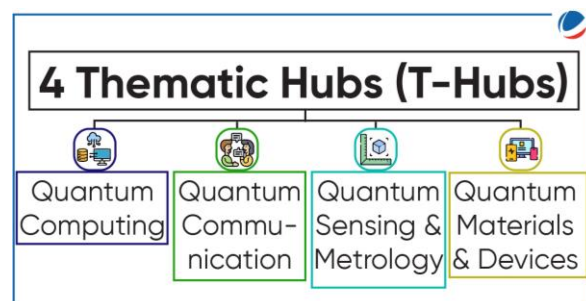 4 Thematic Hubs (T-Hubs)
Quantum
Computing
Quantum
Commu-
nication
Quantum
Sensing &
Metrology
Quantum
Materials
& Devices